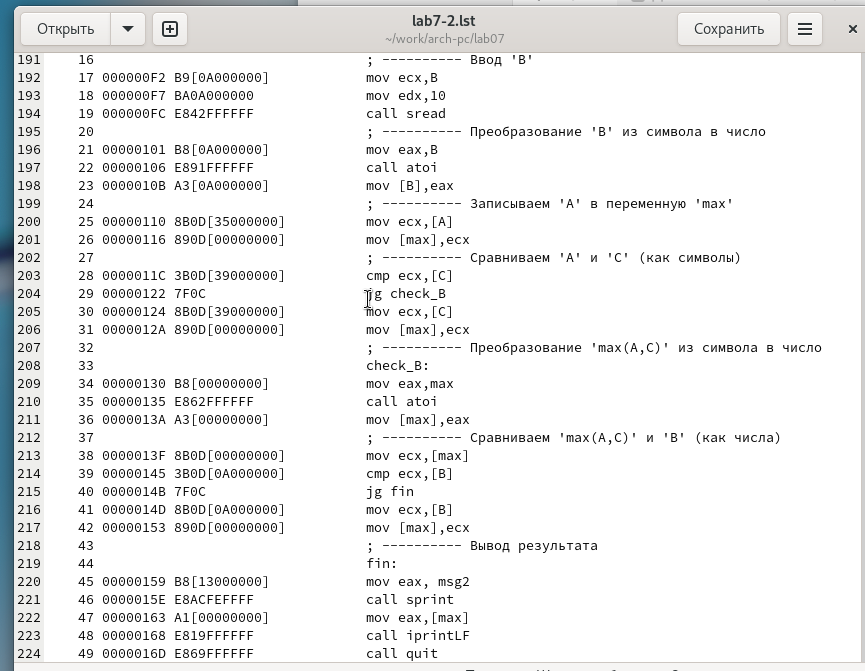 Открыть lab7-2.lst Сохранить
~/work/arch-pc/lab07
191 16 ; ---------- Ввод 'B'
192 17 000000F2 B9[0A000000] mov ecx,B
193 18 000000F7 BA0A000000 mov edx,10
194 19 000000FC E842FFFFFF call sread
195 20 ; ---------- Преобразование 'B' из символа в число
196 21 00000101 B8[0A000000] mov eax,B
197 22 00000106 E891FFFFFF call atoi
198 23 0000010B A3[0A000000] mov [B],eax
199 24 ; ---------- Записываем 'A' в переменную 'max'
200 25 00000110 8B0D[35000000] mov ecx,[A]
201 26 00000116 890D[00000000] mov [max],ecx
202 27 ; ---------- Сравниваем 'A' и 'C' (как символы)
203 28 0000011C 3B0D[39000000] cmp ecx,[C]
204 29 00000122 7F0C jg check_B
205 30 00000124 8B0D[39000000] mov ecx,[C]
206 31 0000012A 890D[00000000] mov [max],ecx
207 32 ; ---------- Преобразование 'max(A,C)' из символа в число
208 33 check_B:
209 34 00000130 B8[00000000] mov eax,max
210 35 00000135 E862FFFFFF call atoi
211 36 0000013A A3[00000000] mov [max],eax
212 37 ; ---------- Сравниваем 'max(A,C)' и 'B' (как числа)
213 38 0000013F 8B0D[00000000] mov ecx,[max]
214 39 00000145 3B0D[0A000000] cmp ecx,[B]
215 40 0000014B 7F0C jg fin
216 41 0000014D 8B0D[0A000000] mov ecx,[B]
217 42 00000153 890D[00000000] mov [max],ecx
218 43 ; ---------- Вывод результата
219 44 fin:
220 45 00000159 B8[13000000] mov eax, msg2
221 46 0000015E E8ACFEFFFF call sprint
222 47 00000163 A1[00000000] mov eax,[max]
223 48 00000168 E819FFFFFF call iprintLF
224 49 0000016D E869FFFFFF call quit